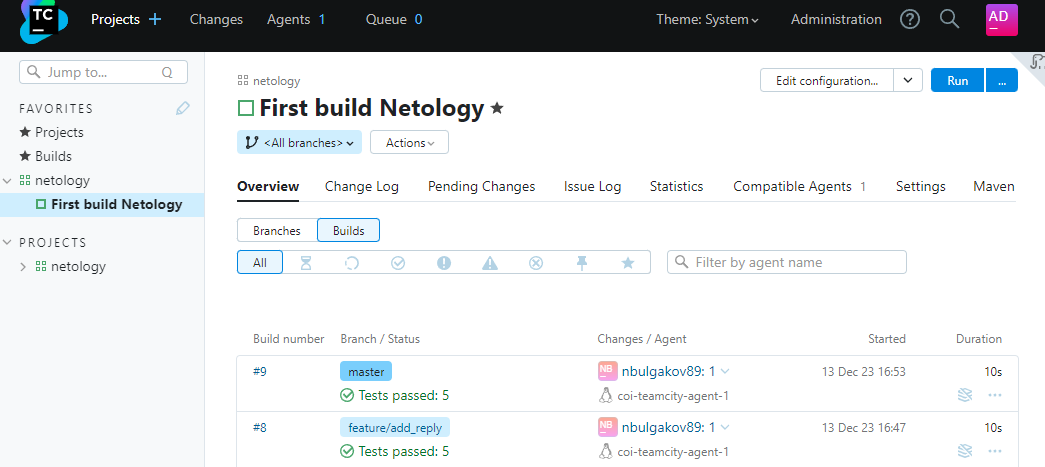 TC Projects Changes Agents 1 Queue 0 Theme: System Administration AD
Jump to... Q
FAVORITES
Projects
Builds
netology
First build Netology
PROJECTS
netology
netology
First build Netology
Edit configuration... Run ...
<All branches> Actions
Overview Change Log Pending Changes Issue Log Statistics Compatible Agents 1 Settings Maven
Branches Builds
All Filter by agent name
Build number Branch / Status Changes / Agent Started Duration
#9 master NB nbulgakov89: 1 13 Dec 23 16:53 10s
Tests passed: 5 coi-teamcity-agent-1
#8 feature/add_reply NB nbulgakov89: 1 13 Dec 23 16:47 10s
Tests passed: 5 coi-teamcity-agent-1